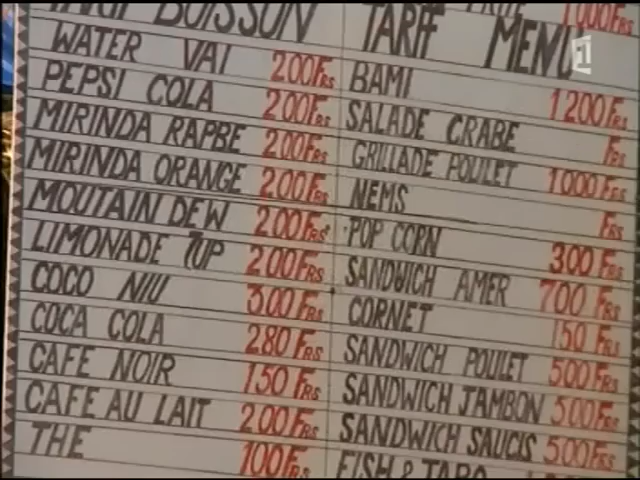 BOISSON
WATER VAI 200Frs
PEPSI COLA 200Frs
MIRINDA RAPBE 200Frs
MIRINDA ORANGE 200Frs
MOUTAIN DEW 200Frs
LIMONADE 7UP 200Frs
COCO NIU 300Frs
COCA COLA 280Frs
CAFE NOIR 150Frs
CAFE AU LAIT 200Frs
THE 100Frs
TARIF MENU
BAMI 1200Frs
SALADE CRABE Frs
GRILLADE POULET 1000Frs
NEMS Frs
POP CORN 300Frs
SANDWICH AMER 700Frs
CORNET 150Frs
SANDWICH POULET 500Frs
SANDWICH JAMBON 500Frs
SANDWICH SAUCIS 500Frs
FISH & TARO